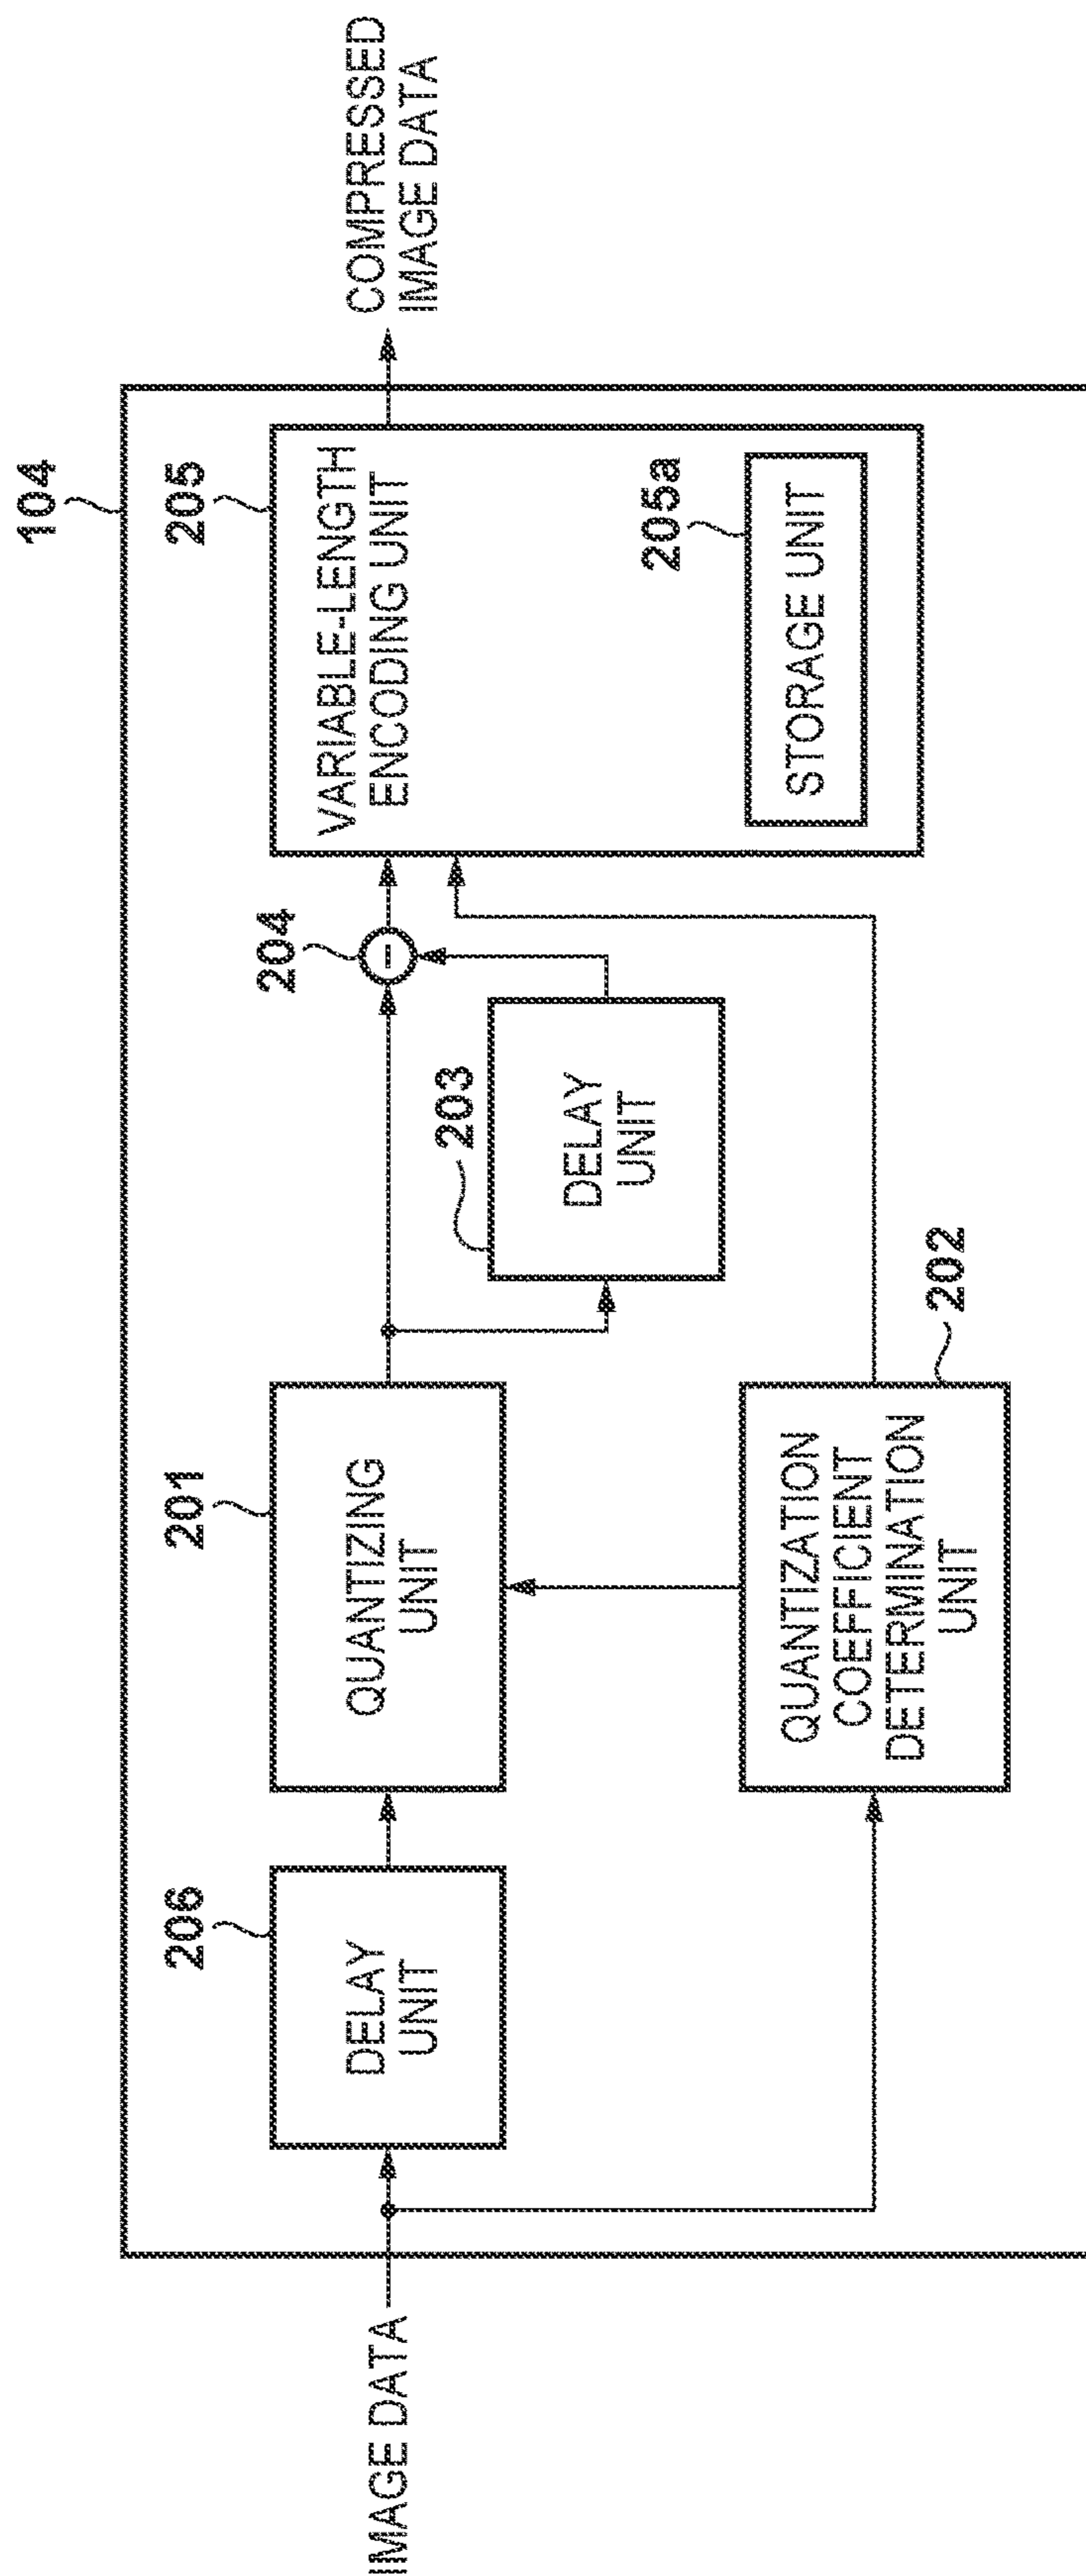 104
205
VARIABLE-LENGTH
ENCODING UNIT
205a
STORAGE UNIT
COMPRESSED
IMAGE DATA
204
203
DELAY
UNIT
201
QUANTIZING
UNIT
202
QUANTIZATION
COEFFICIENT
DETERMINATION
UNIT
206
DELAY
UNIT
IMAGE DATA